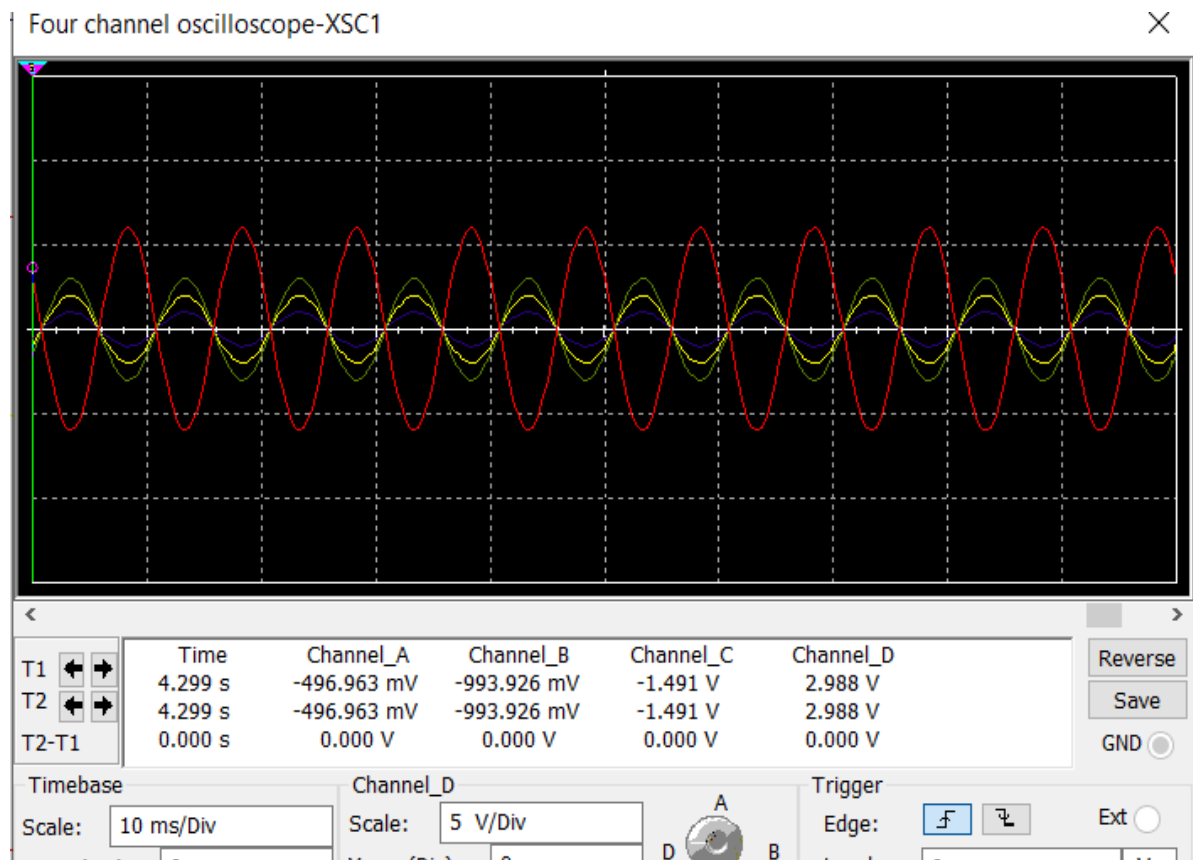 Four channel oscilloscope-XSC1
Time Channel_A Channel_B Channel_C Channel_D
T1 4.299 s -496.963 mV -993.926 mV -1.491 V 2.988 V
T2 4.299 s -496.963 mV -993.926 mV -1.491 V 2.988 V
T2-T1 0.000 s 0.000 V 0.000 V 0.000 V 0.000 V
Reverse
Save
GND
Timebase
Scale: 10 ms/Div
Channel_D
Scale: 5 V/Div
A
D B
Trigger
Edge: Ext